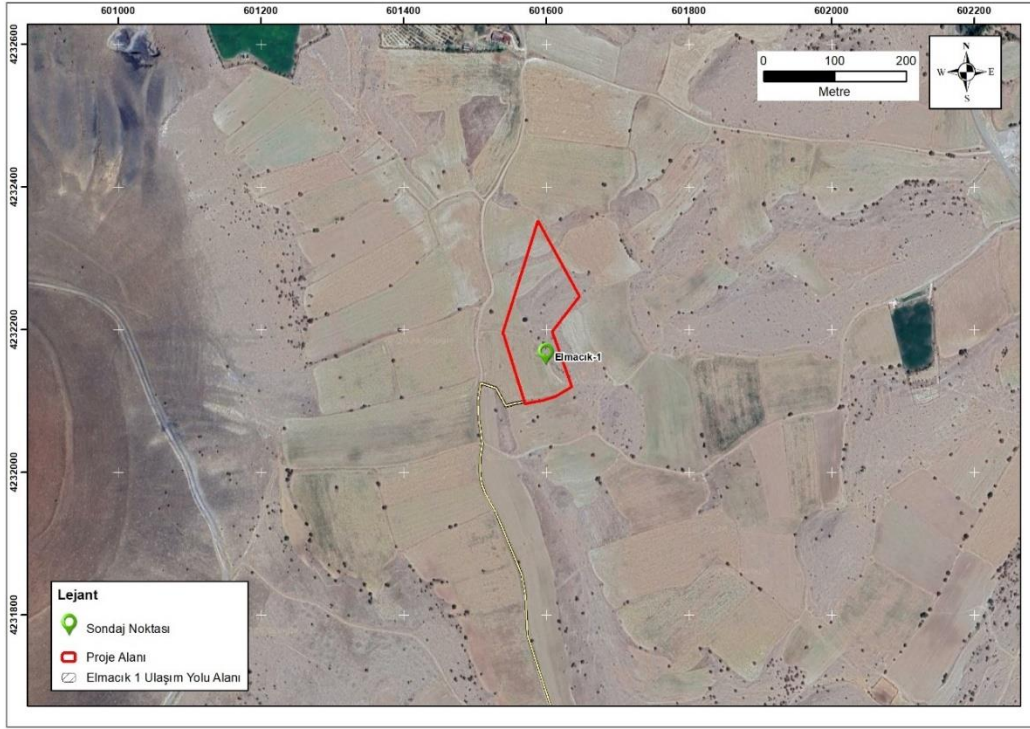 601000 601200 601400 601600 601800 602000 602200
4232600
4232400
4232200
4232000
4231800
0 100 200
Metre
N
W E
S
Elmacık-1
Lejant
Sondaj Noktası
Proje Alanı
Elmacık 1 Ulaşım Yolu Alanı